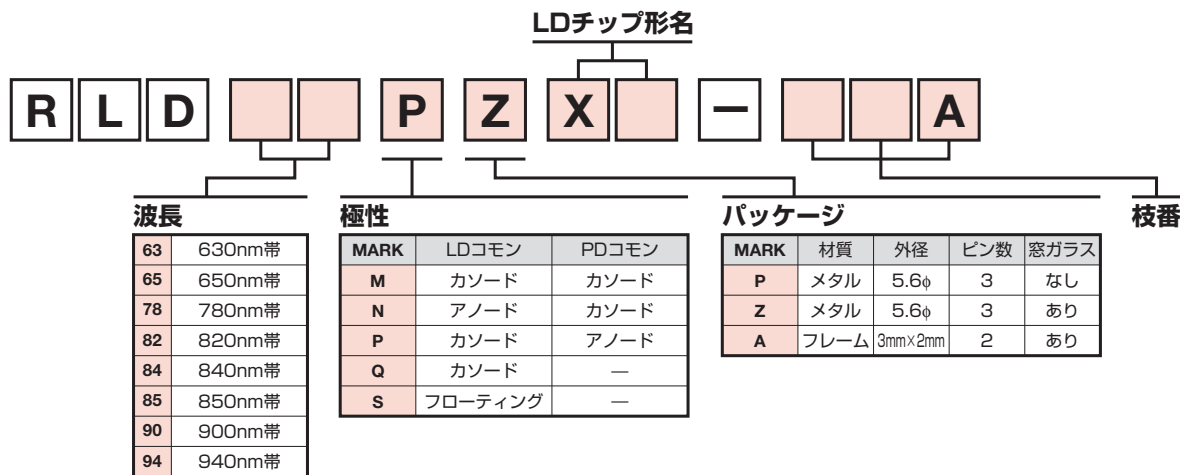 LDチップ形名
R L D P Z X － A
波長
63 630nm帯
65 650nm帯
78 780nm帯
82 820nm帯
84 840nm帯
85 850nm帯
90 900nm帯
94 940nm帯
極性
MARK LDコモン PDコモン
M カソード カソード
N アノード カソード
P カソード アノード
Q カソード —
S フローティング —
パッケージ
MARK 材質 外径 ピン数 窓ガラス
P メタル 5.6φ 3 なし
Z メタル 5.6φ 3 あり
A フレーム 3mm×2mm 2 あり
枝番